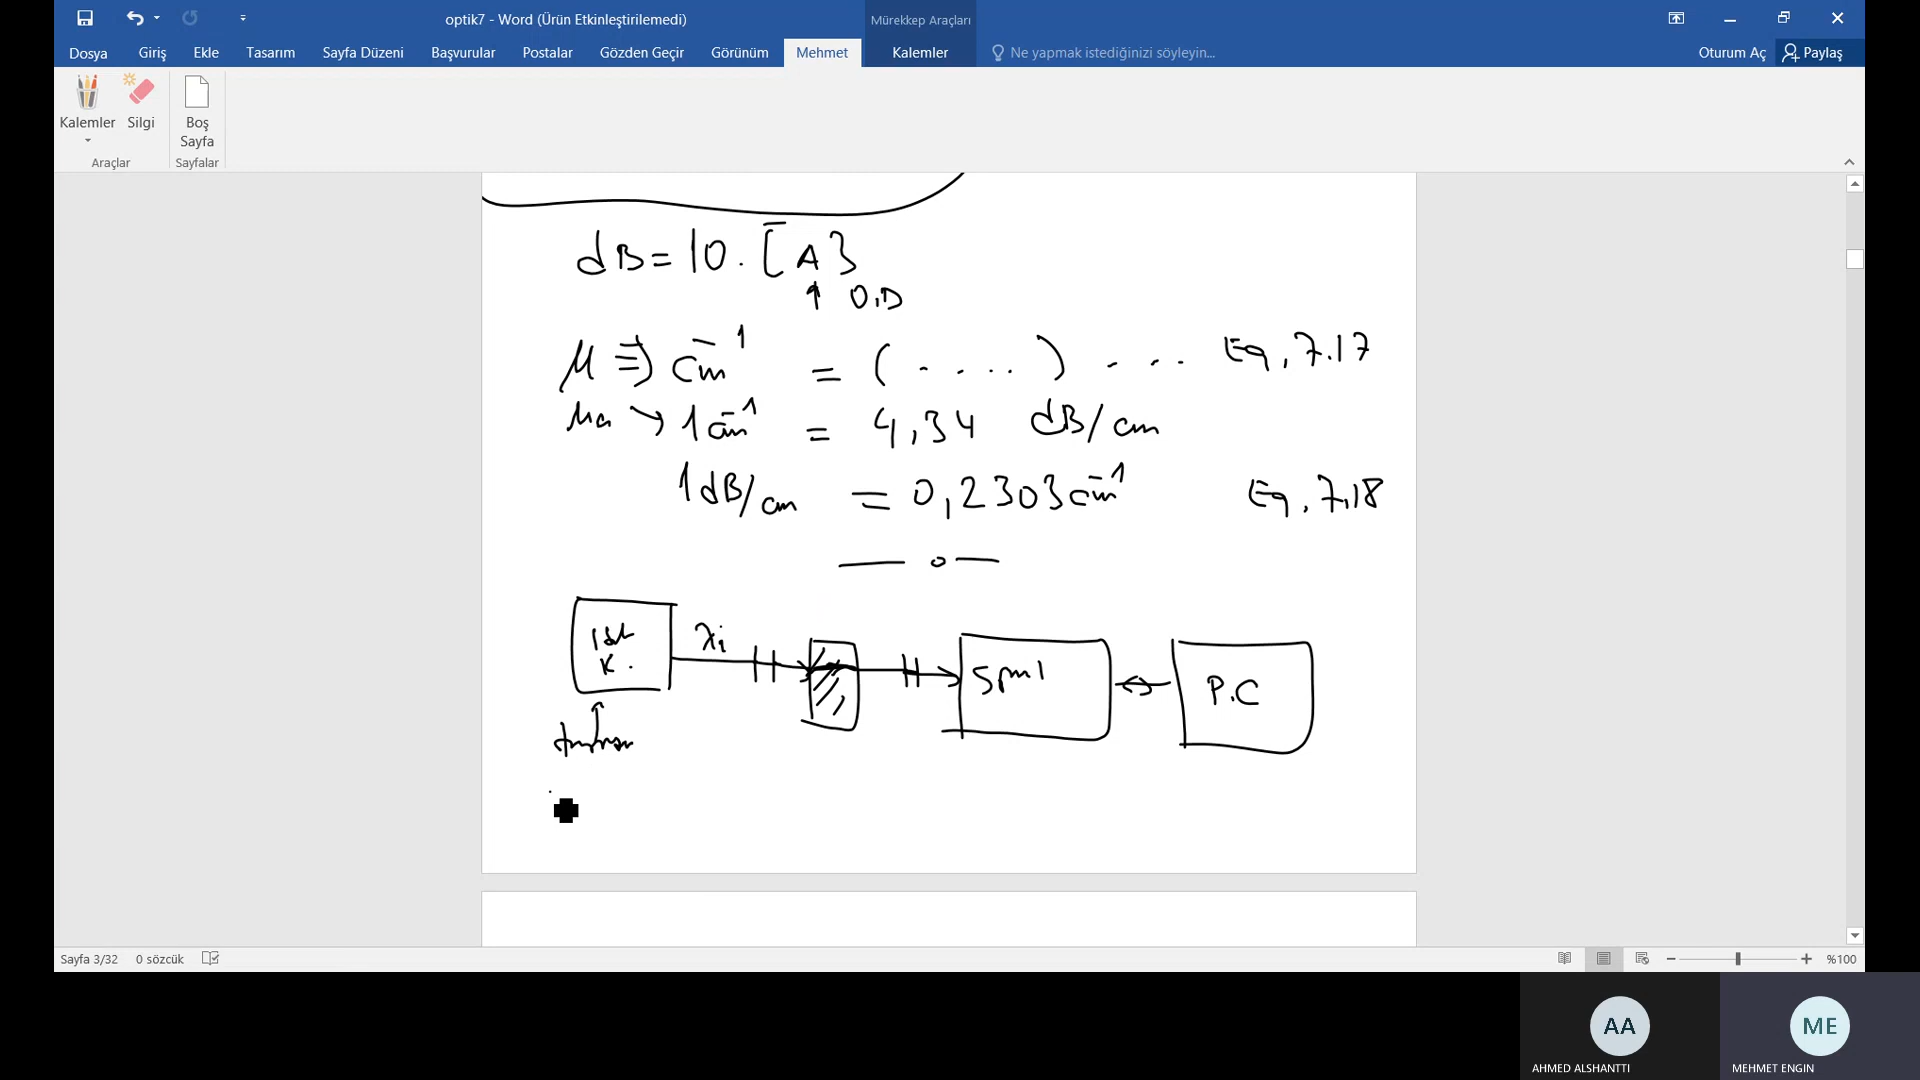 optik7 - Word (Ürün Etkinleştirilemedi)
Mürekkep Araçları
Dosya Giriş Ekle Tasarım Sayfa Düzeni Başvurular Postalar Gözden Geçir Görünüm Mehmet Kalemler Ne yapmak istediğinizi söyleyin... Oturum Aç Paylaş
Kalemler Silgi Boş Sayfa
Araçlar Sayfalar
dB = 10. [A]
↑ O.D
μ ⇒ cm⁻¹ = (. . . .) . . . Eq. 7.17
μa → 1 cm⁻¹ = 4,34 dB/cm
1 dB/cm = 0,2303 cm⁻¹ Eq. 7.18
— o —
Işık K. λi P.C
Sayfa 3/32 0 sözcük %100
AA ME
AHMED ALSHANTTI MEHMET ENGIN